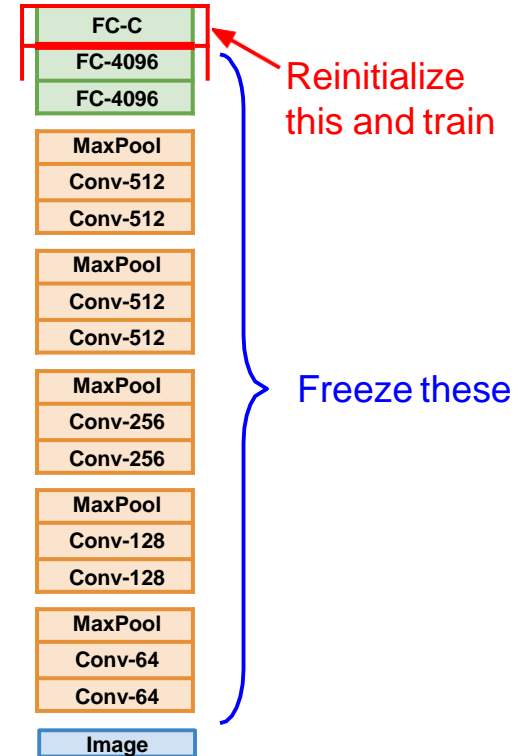 FC-C
FC-4096
FC-4096
Reinitialize
this and train
MaxPool
Conv-512
Conv-512
MaxPool
Conv-512
Conv-512
MaxPool
Conv-256
Conv-256
Freeze these
MaxPool
Conv-128
Conv-128
MaxPool
Conv-64
Conv-64
Image